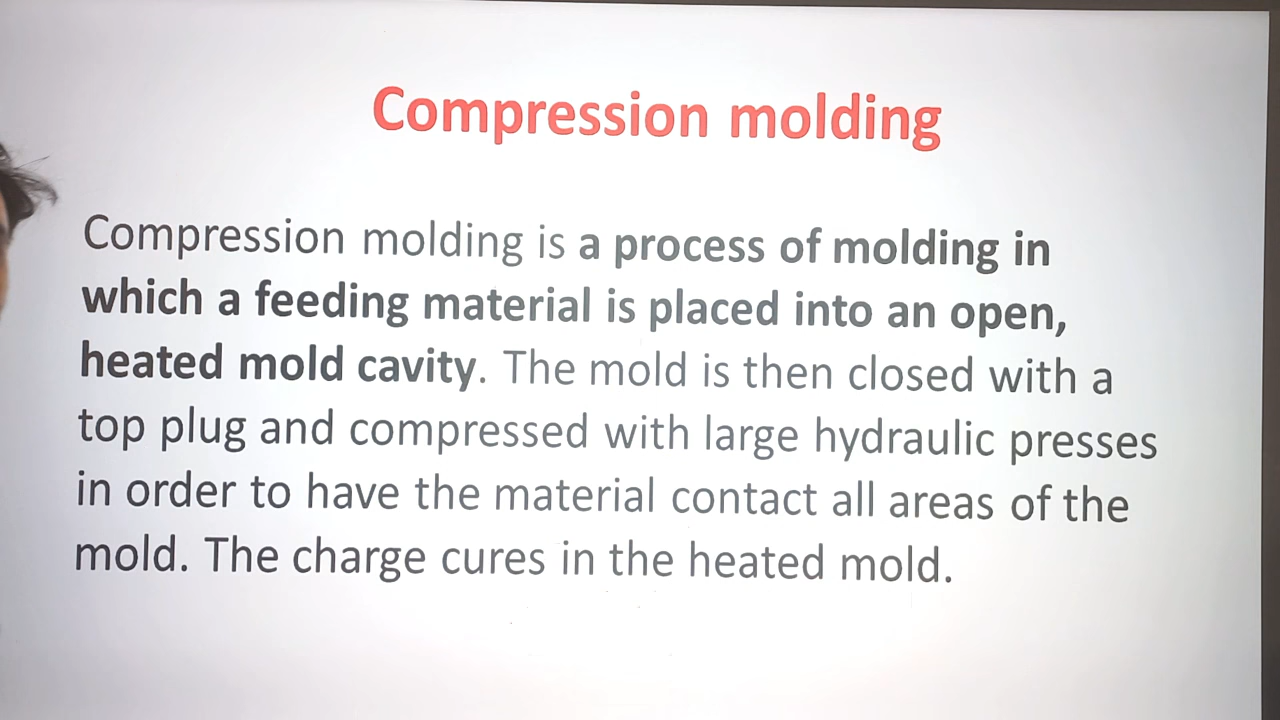 Compression molding
Compression molding is a process of molding in
which a feeding material is placed into an open,
heated mold cavity. The mold is then closed with a
top plug and compressed with large hydraulic presses
in order to have the material contact all areas of the
mold. The charge cures in the heated mold.